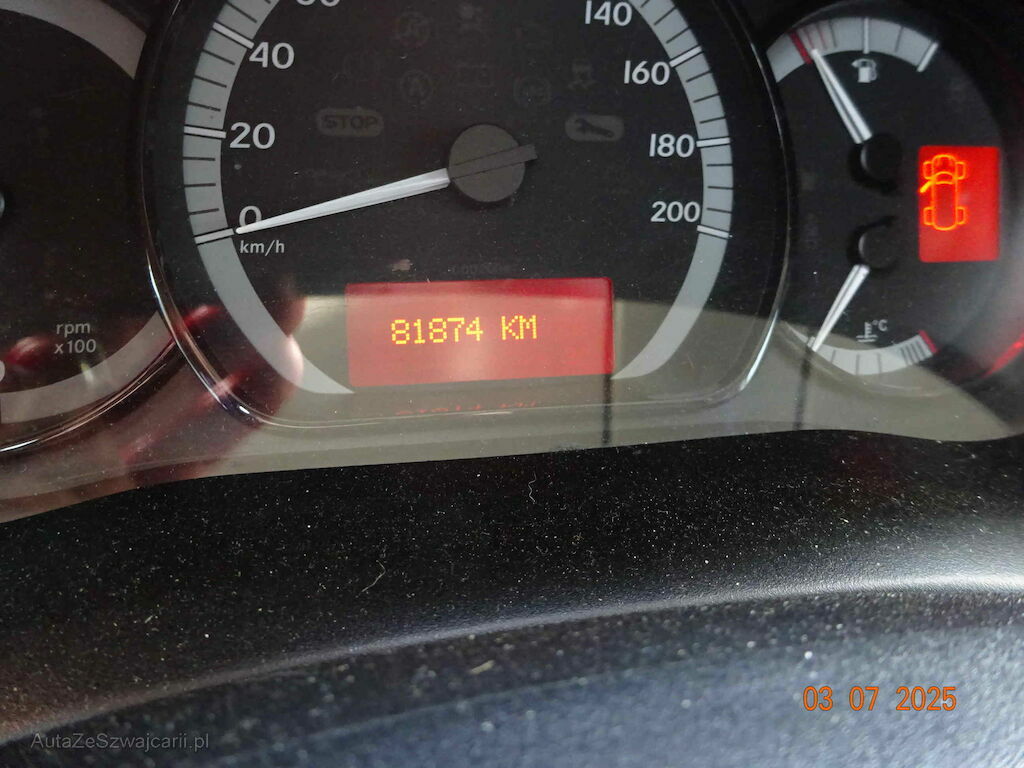 40
20
0
km/h
140
160
180
200
STOP
rpm
x100
81874 KM
°C
03 07 2025
AutaZeSzwajcarii.pl